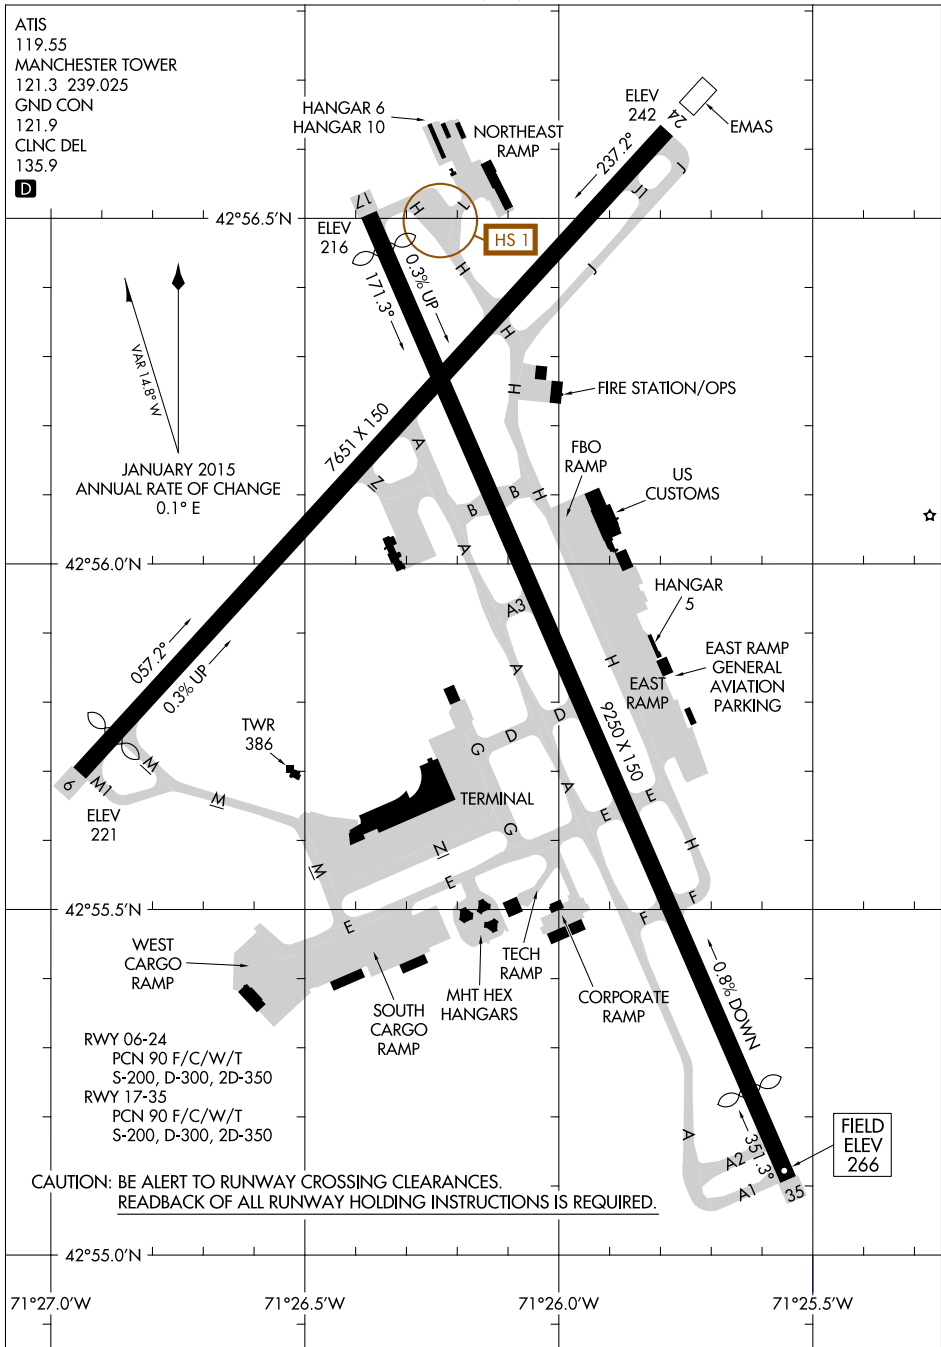 ATIS
119.55
MANCHESTER TOWER
121.3 239.025
GND CON
121.9
CLNC DEL
135.9
D
HANGAR 6
HANGAR 10
NORTHEAST
RAMP
ELEV
242
24
EMAS
237.2°
J
J1
J
17
H
L
HS 1
42°56.5'N
ELEV
216
0.3% UP
171.3°
H
H
H
VAR 14.8° W
JANUARY 2015
ANNUAL RATE OF CHANGE
0.1° E
7651 X 150
FIRE STATION/OPS
FBO
RAMP
US
CUSTOMS
A
Z
B
B
H
A
42°56.0'N
A3
HANGAR
5
EAST RAMP
GENERAL
AVIATION
PARKING
EAST
RAMP
H
A
057.2°
0.3% UP
9250 X 150
TWR
386
G
D
D
M
M
M1
6
ELEV
221
TERMINAL
A
E
E
H
G
N
M
E
E
F
F
42°55.5'N
WEST
CARGO
RAMP
SOUTH
CARGO
RAMP
MHT HEX
HANGARS
TECH
RAMP
CORPORATE
RAMP
0.8% DOWN
RWY 06-24
PCN 90 F/C/W/T
S-200, D-300, 2D-350
RWY 17-35
PCN 90 F/C/W/T
S-200, D-300, 2D-350
A
A2
A1
351.3°
35
FIELD
ELEV
266
CAUTION: BE ALERT TO RUNWAY CROSSING CLEARANCES.
READBACK OF ALL RUNWAY HOLDING INSTRUCTIONS IS REQUIRED.
42°55.0'N
71°27.0'W
71°26.5'W
71°26.0'W
71°25.5'W